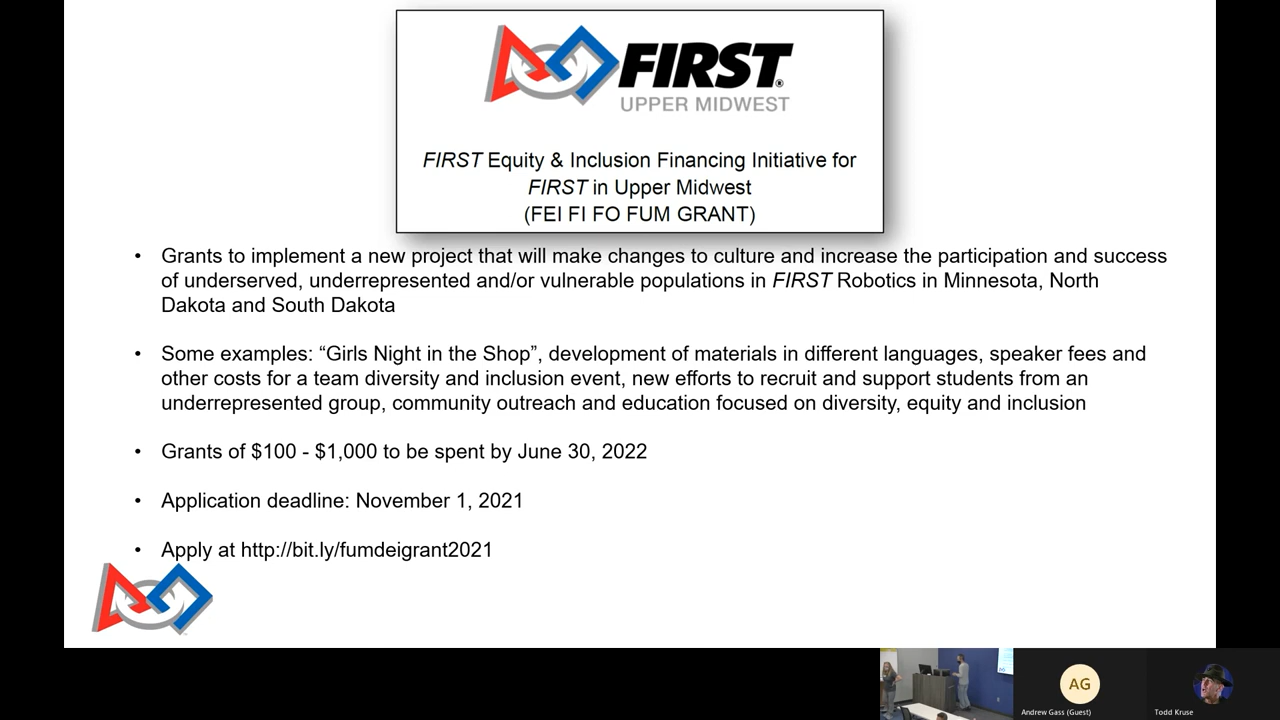 FIRST®
UPPER MIDWEST
FIRST Equity & Inclusion Financing Initiative for
FIRST in Upper Midwest
(FEI FI FO FUM GRANT)
• Grants to implement a new project that will make changes to culture and increase the participation and success
of underserved, underrepresented and/or vulnerable populations in FIRST Robotics in Minnesota, North
Dakota and South Dakota
• Some examples: “Girls Night in the Shop”, development of materials in different languages, speaker fees and
other costs for a team diversity and inclusion event, new efforts to recruit and support students from an
underrepresented group, community outreach and education focused on diversity, equity and inclusion
• Grants of $100 - $1,000 to be spent by June 30, 2022
• Application deadline: November 1, 2021
• Apply at http://bit.ly/fumdeigrant2021
AG
Andrew Gass (Guest)
Todd Kruse